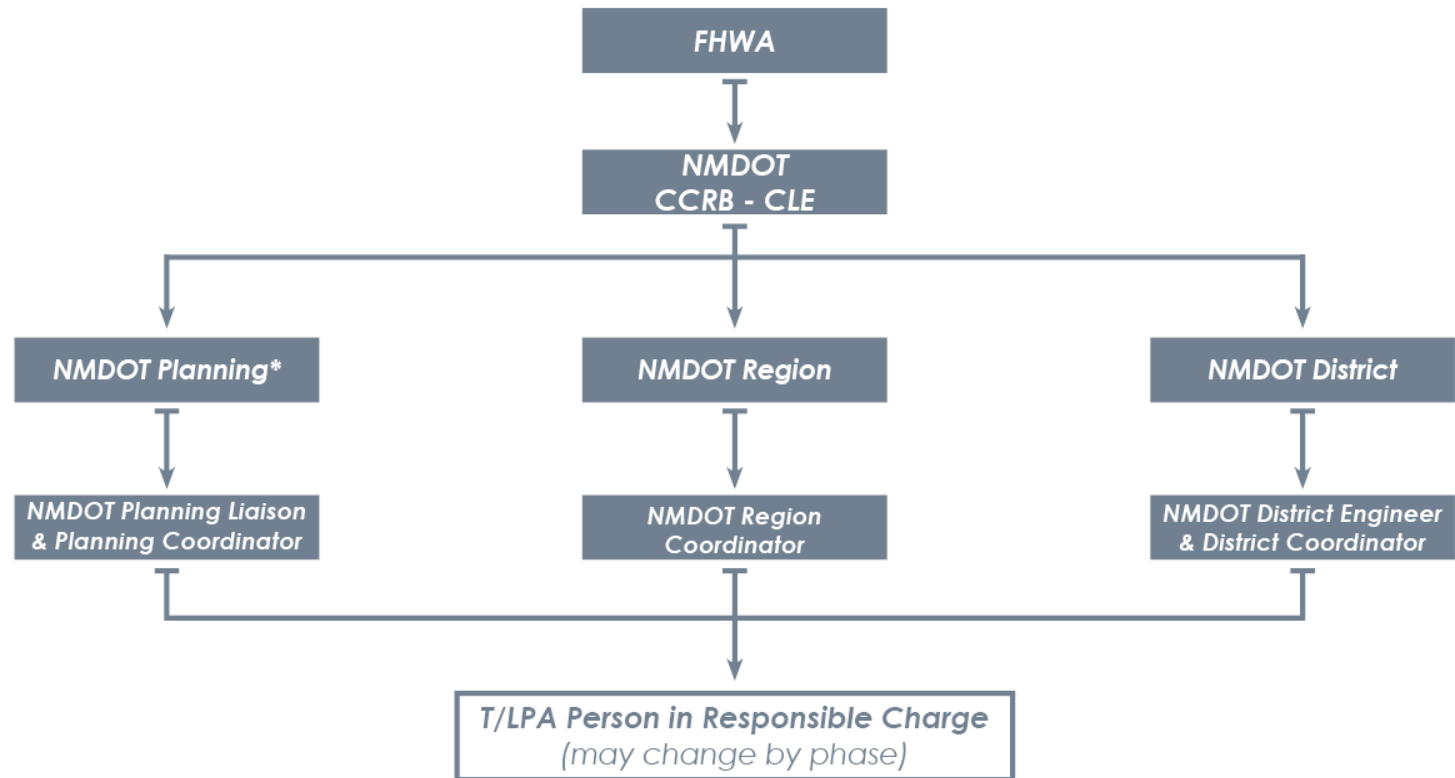 FHWA
NMDOT
CCRB - CLE
NMDOT Planning*
NMDOT Region
NMDOT District
NMDOT Planning Liaison
& Planning Coordinator
NMDOT Region
Coordinator
NMDOT District Engineer
& District Coordinator
T/LPA Person in Responsible Charge
(may change by phase)